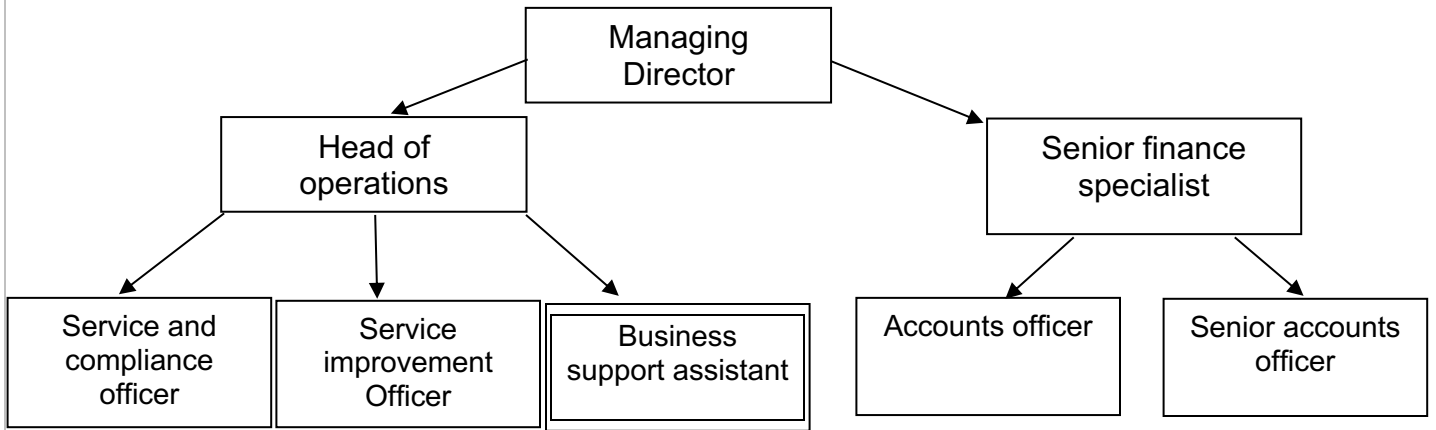 Managing
Director
Head of
operations
Senior finance
specialist
Service and
compliance
officer
Service
improvement
Officer
Business
support assistant
Accounts officer
Senior accounts
officer